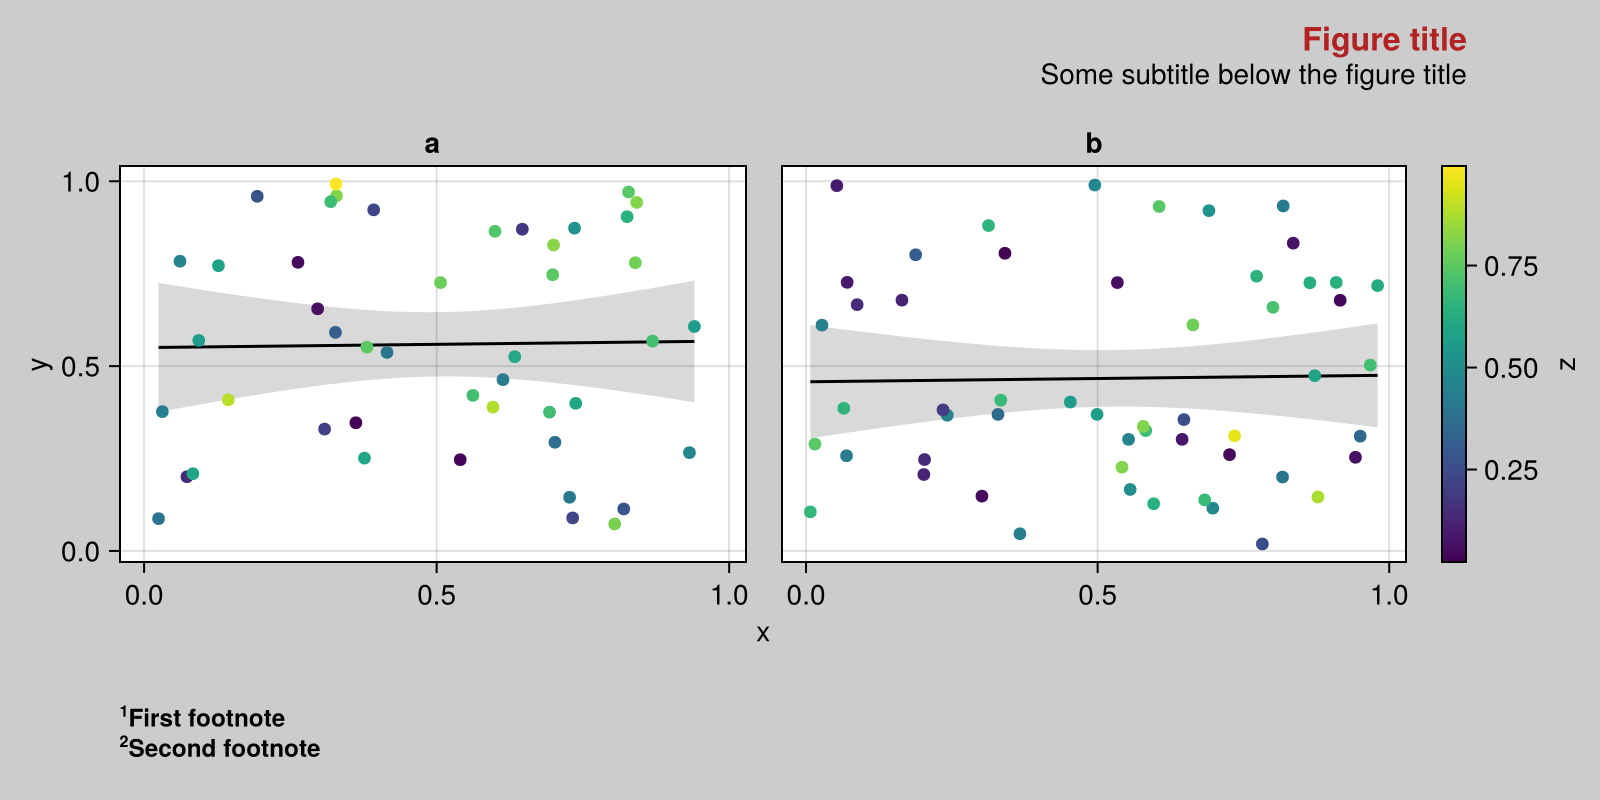 Figure title
Some subtitle below the figure title
a
b
1.0
0.5
0.0
y
0.0 0.5 1.0
0.0 0.5 1.0
x
0.75
0.50
0.25
z
¹First footnote
²Second footnote